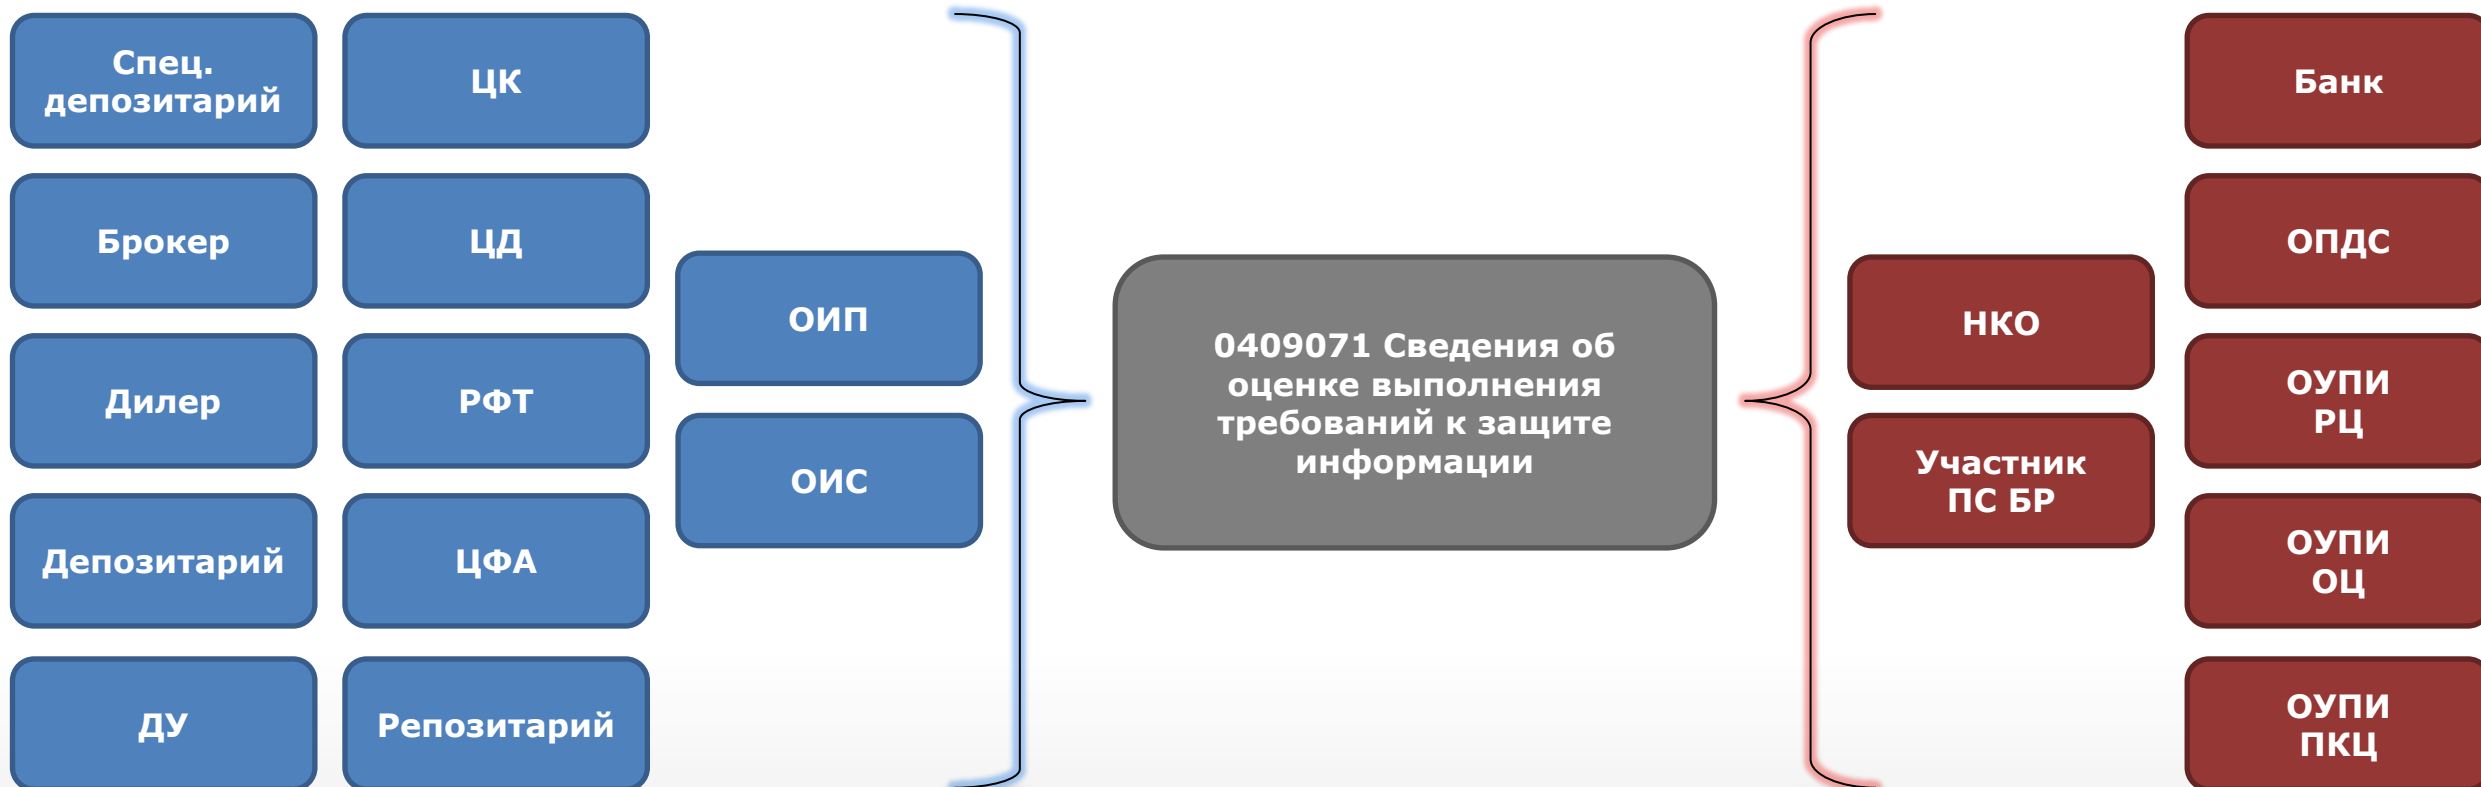 Спец.
депозитарий
Брокер
Дилер
Депозитарий
ДУ
ЦК
ЦД
РФТ
ЦФА
Репозитарий
ОИП
ОИС
0409071 Сведения об
оценке выполнения
требований к защите
информации
НКО
Участник
ПС БР
Банк
ОПДС
ОУПИ
РЦ
ОУПИ
ОЦ
ОУПИ
ПКЦ